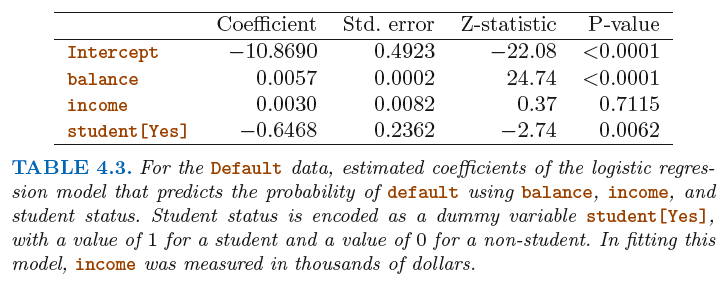 Coefficient Std. error Z-statistic P-value
Intercept −10.8690 0.4923 −22.08 <0.0001
balance 0.0057 0.0002 24.74 <0.0001
income 0.0030 0.0082 0.37 0.7115
student[Yes] −0.6468 0.2362 −2.74 0.0062
TABLE 4.3. For the Default data, estimated coefficients of the logistic regres-
sion model that predicts the probability of default using balance, income, and
student status. Student status is encoded as a dummy variable student[Yes],
with a value of 1 for a student and a value of 0 for a non-student. In fitting this
model, income was measured in thousands of dollars.